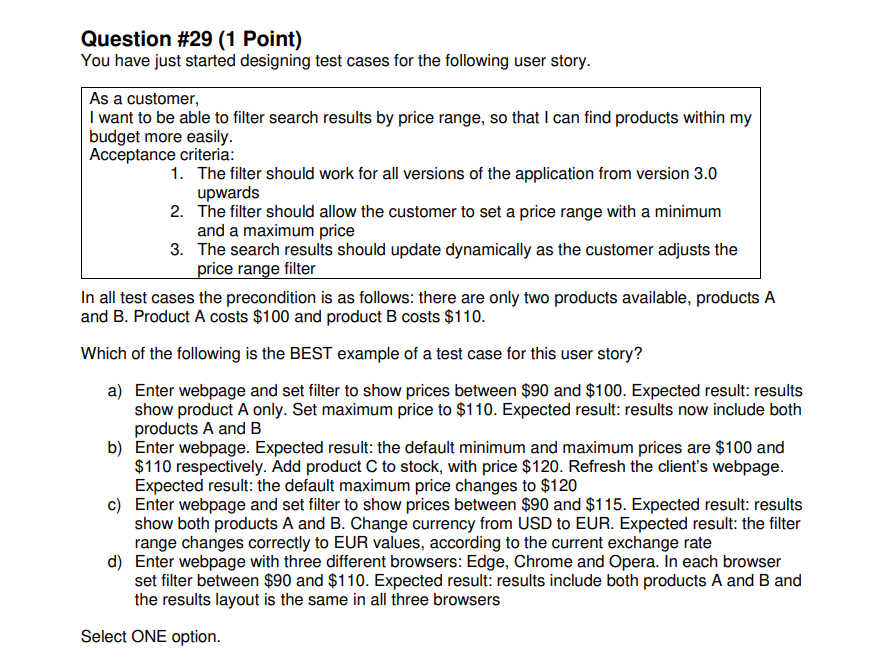 Question #29 (1 Point)
You have just started designing test cases for the following user story.
As a customer,
I want to be able to filter search results by price range, so that I can find products within my
budget more easily.
Acceptance criteria:
1. The filter should work for all versions of the application from version 3.0
upwards
2. The filter should allow the customer to set a price range with a minimum
and a maximum price
3. The search results should update dynamically as the customer adjusts the
price range filter
In all test cases the precondition is as follows: there are only two products available, products A
and B. Product A costs $100 and product B costs $110.
Which of the following is the BEST example of a test case for this user story?
a) Enter webpage and set filter to show prices between $90 and $100. Expected result: results
show product A only. Set maximum price to $110. Expected result: results now include both
products A and B
b) Enter webpage. Expected result: the default minimum and maximum prices are $100 and
$110 respectively. Add product C to stock, with price $120. Refresh the client's webpage.
Expected result: the default maximum price changes to $120
c) Enter webpage and set filter to show prices between $90 and $115. Expected result: results
show both products A and B. Change currency from USD to EUR. Expected result: the filter
range changes correctly to EUR values, according to the current exchange rate
d) Enter webpage with three different browsers: Edge, Chrome and Opera. In each browser
set filter between $90 and $110. Expected result: results include both products A and B and
the results layout is the same in all three browsers
Select ONE option.